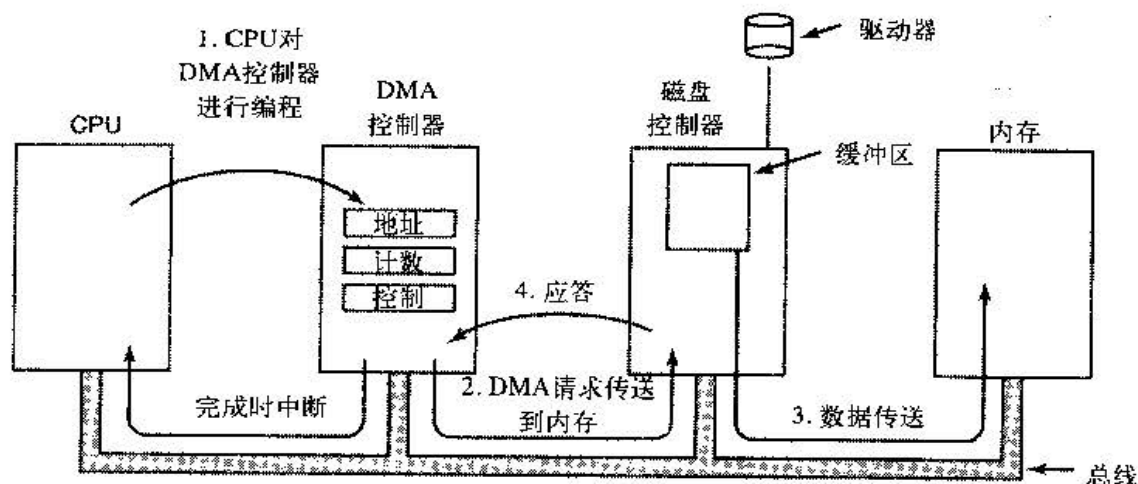 1. CPU对
DMA控制器
进行编程
CPU
DMA
控制器
磁盘
控制器
驱动器
缓冲区
内存
地址
计数
控制
4. 应答
完成时中断
2. DMA请求传送
到内存
3. 数据传送
总线